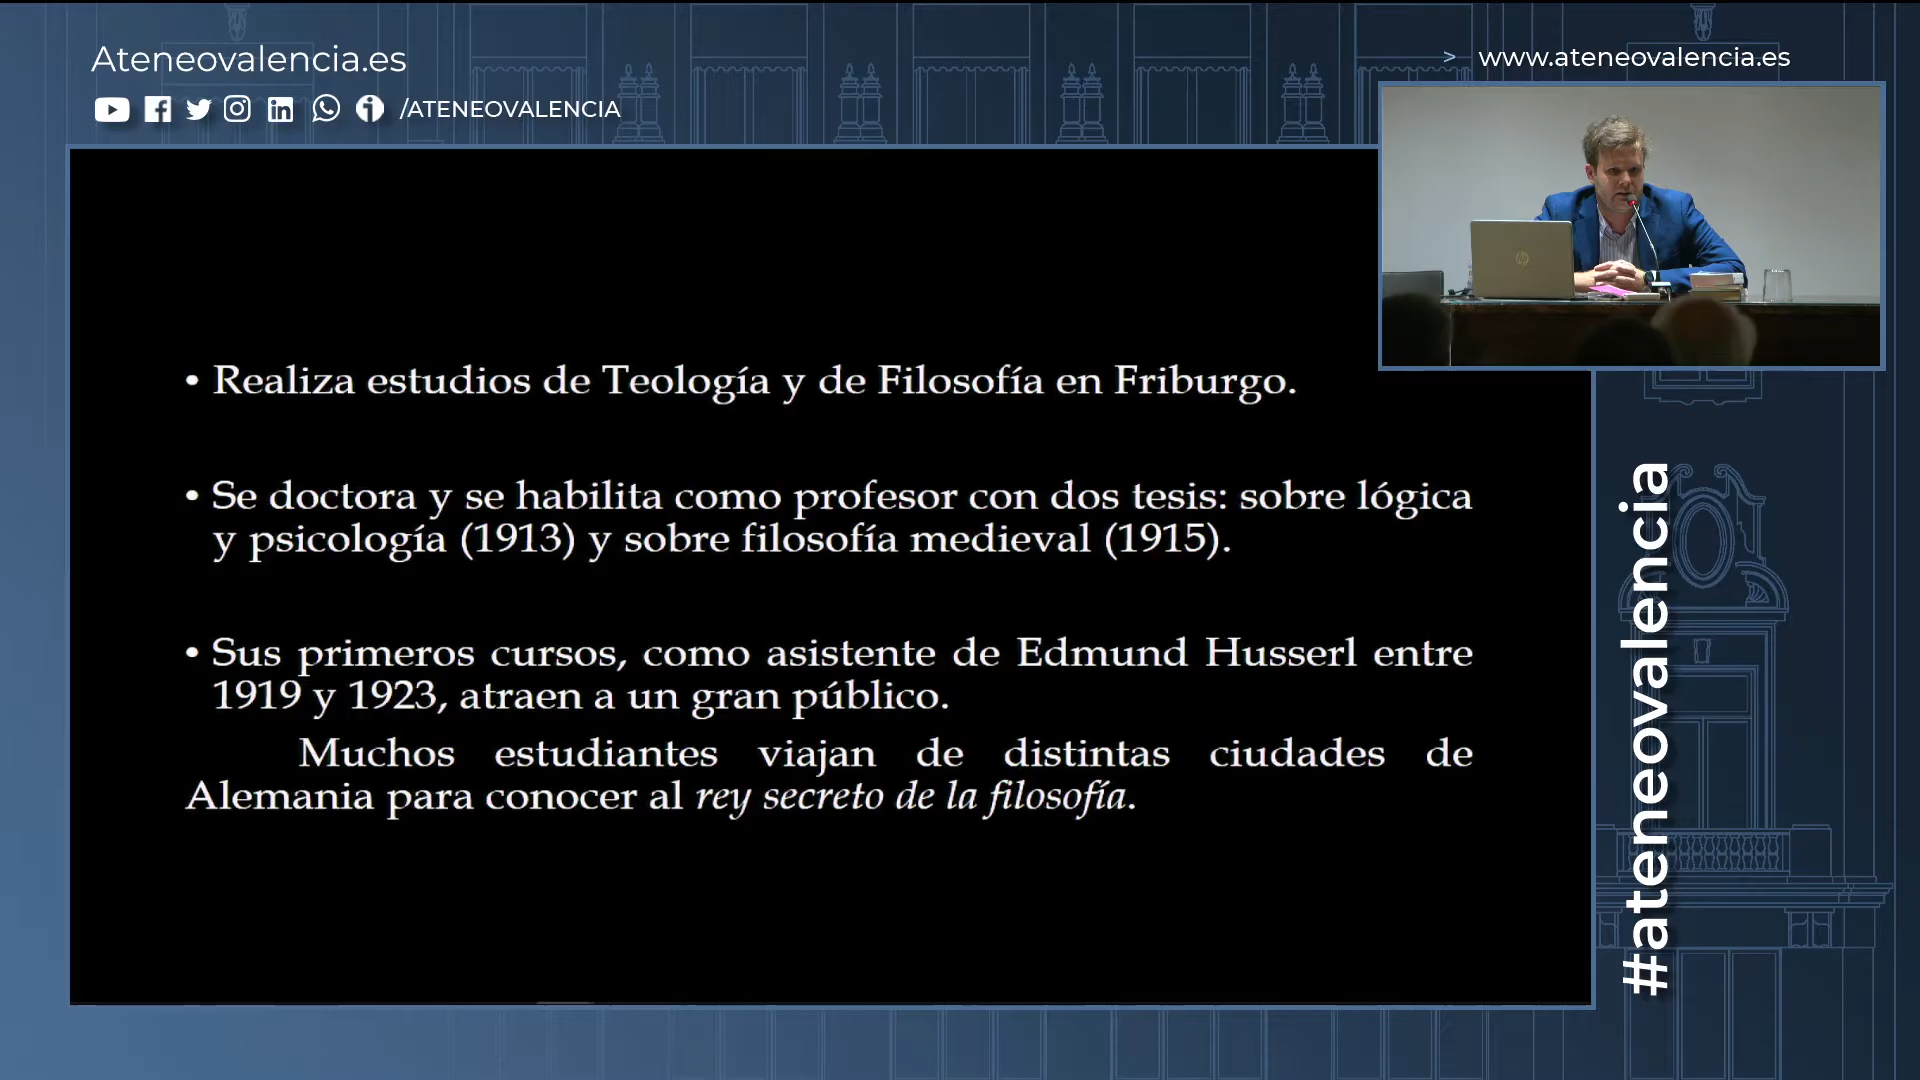 Ateneovalencia.es
/ATENEOVALENCIA
> www.ateneovalencia.es
• Realiza estudios de Teología y de Filosofía en Friburgo.
• Se doctora y se habilita como profesor con dos tesis: sobre lógica
y psicología (1913) y sobre filosofía medieval (1915).
• Sus primeros cursos, como asistente de Edmund Husserl entre
1919 y 1923, atraen a un gran público.
Muchos estudiantes viajan de distintas ciudades de
Alemania para conocer al rey secreto de la filosofía.
#ateneovalencia